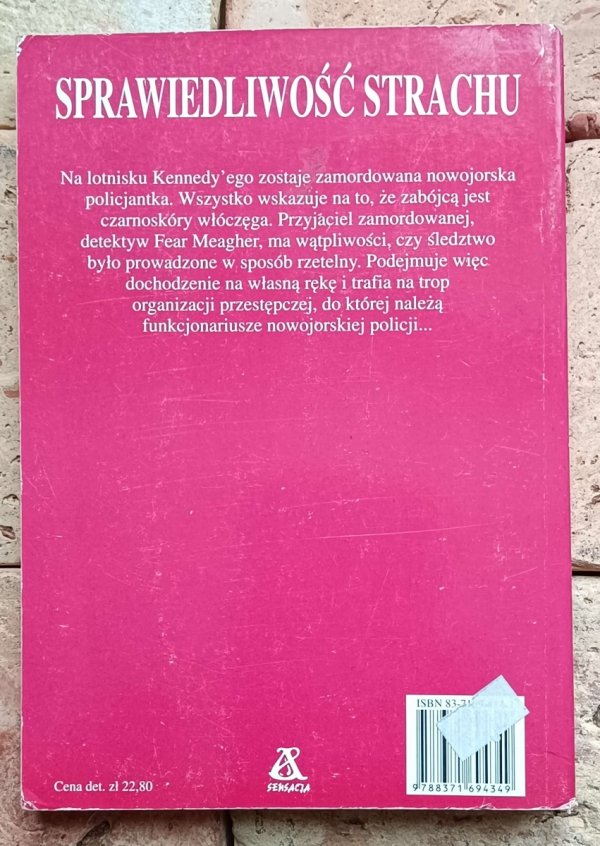 SPRAWIEDLIWOŚĆ STRACHU
Na lotnisku Kennedy'ego zostaje zamordowana nowojorska
policjantka. Wszystko wskazuje na to, że zabójcą jest
czarnoskóry włóczęga. Przyjaciel zamordowanej,
detektyw Fear Meagher, ma wątpliwości, czy śledztwo
było prowadzone w sposób rzetelny. Podejmuje więc
dochodzenie na własną rękę i trafia na trop
organizacji przestępczej, do której należą
funkcjonariusze nowojorskiej policji...
ISBN 83-
9788371694349
SENSACJA
Cena det. zł 22,80